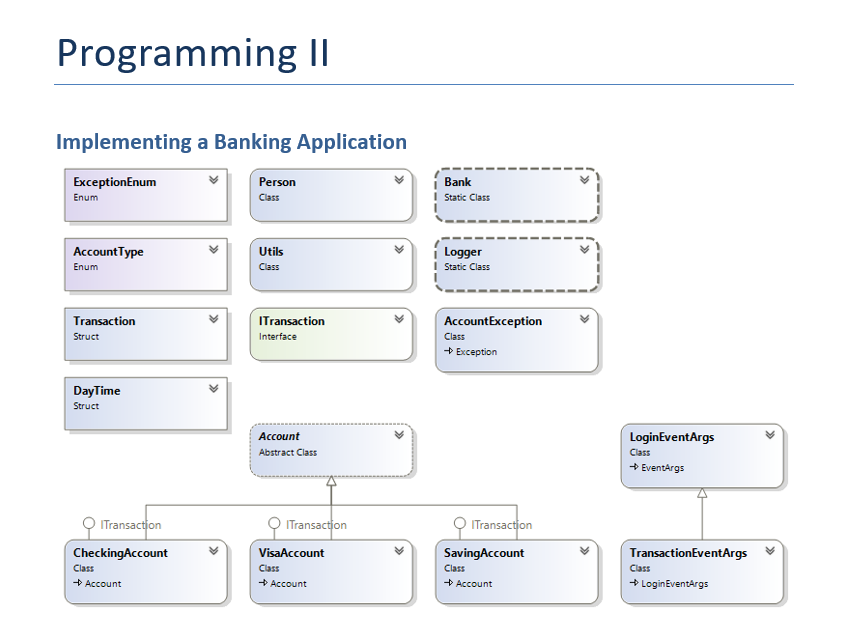 Programming II
Implementing a Banking Application
ExceptionEnum
Enum
Person
Class
Bank
Static Class
AccountType
Enum
Utils
Class
Logger
Static Class
Transaction
Struct
ITransaction
Interface
AccountException
Class
Exception
DayTime
Struct
Account
Abstract Class
LoginEventArgs
Class
EventArgs
ITransaction
ITransaction
ITransaction
CheckingAccount
Class
Account
VisaAccount
Class
Account
SavingAccount
Class
Account
TransactionEventArgs
Class
LoginEventArgs